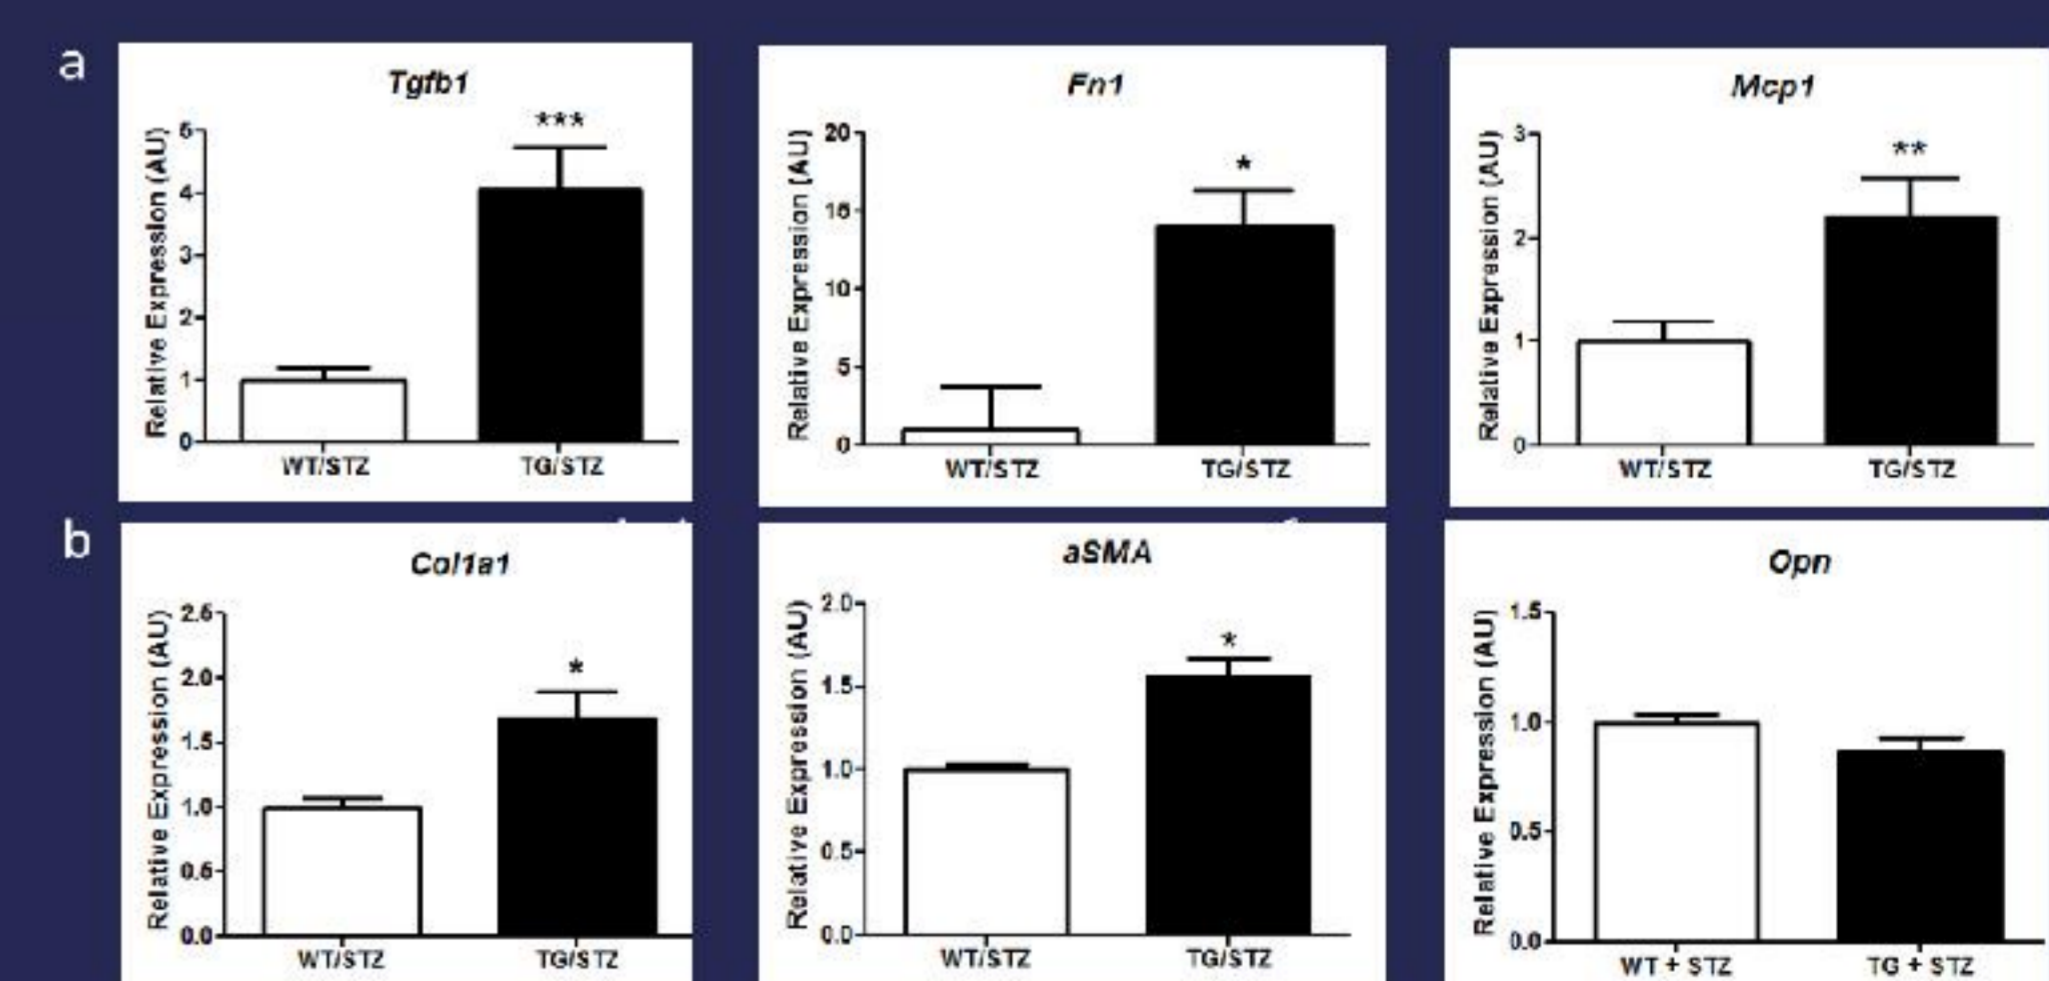 a
Tgfb1
***
Relative Expression (AU)
5
4
3
2
1
0
WT/STZ
TG/STZ
Fn1
*
Relative Expression (AU)
20
15
10
5
0
WT/STZ
TG/STZ
Mcp1
**
Relative Expression (AU)
3
2
1
0
WT/STZ
TG/STZ
b
Col1a1
*
Relative Expression (AU)
2.5
2.0
1.5
1.0
0.5
0.0
WT/STZ
TG/STZ
aSMA
*
Relative Expression (AU)
2.0
1.5
1.0
0.5
0.0
WT/STZ
TG/STZ
Opn
Relative Expression (AU)
1.5
1.0
0.5
0.0
WT + STZ
TG + STZ